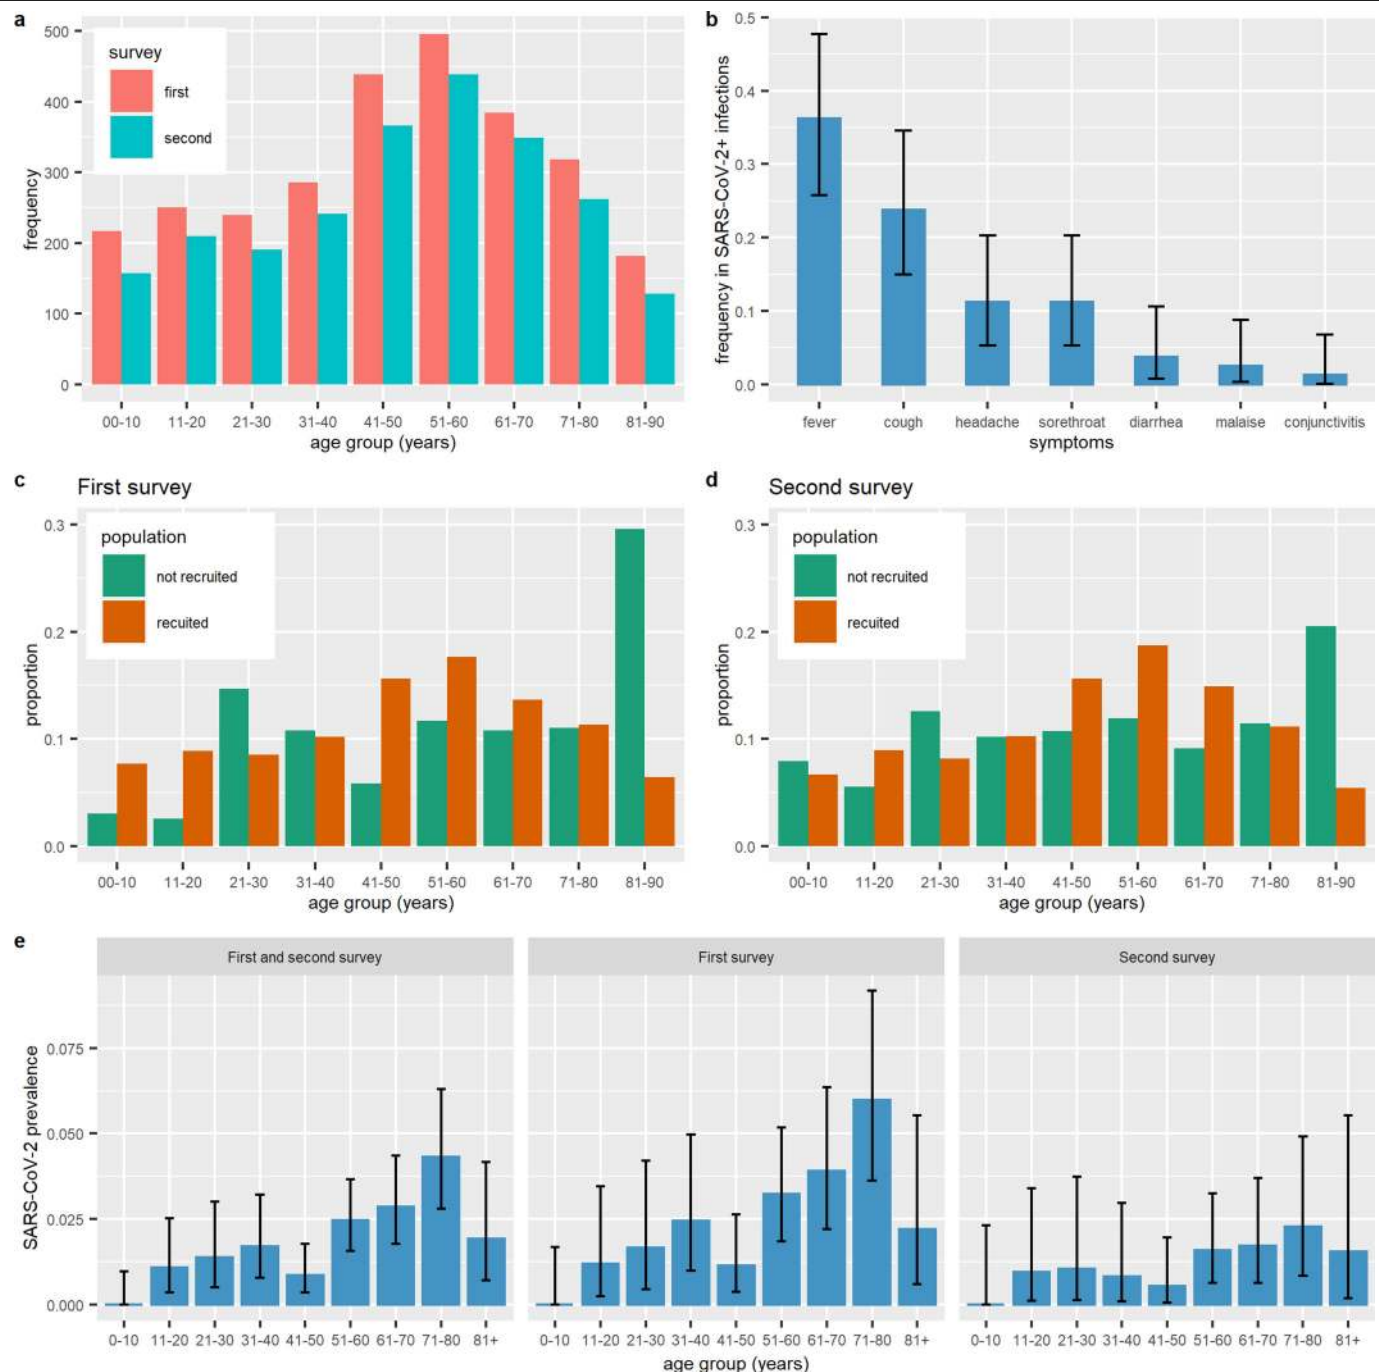 a
survey
first
second
frequency
500
400
300
200
100
0
00-10 11-20 21-30 31-40 41-50 51-60 61-70 71-80 81-90
age group (years)
b
frequency in SARS-CoV-2+ infections
0.5
0.4
0.3
0.2
0.1
0.0
fever cough headache sorethroat diarrhea malaise conjunctivitis
symptoms
c
First survey
population
not recruited
recuited
proportion
0.3
0.2
0.1
0.0
00-10 11-20 21-30 31-40 41-50 51-60 61-70 71-80 81-90
age group (years)
d
Second survey
population
not recruited
recuited
proportion
0.3
0.2
0.1
0.0
00-10 11-20 21-30 31-40 41-50 51-60 61-70 71-80 81-90
age group (years)
e
First and second survey
First survey
Second survey
SARS-CoV-2 prevalence
0.075
0.050
0.025
0.000
0-10 11-20 21-30 31-40 41-50 51-60 61-70 71-80 81+
0-10 11-20 21-30 31-40 41-50 51-60 61-70 71-80 81+
0-10 11-20 21-30 31-40 41-50 51-60 61-70 71-80 81+
age group (years)